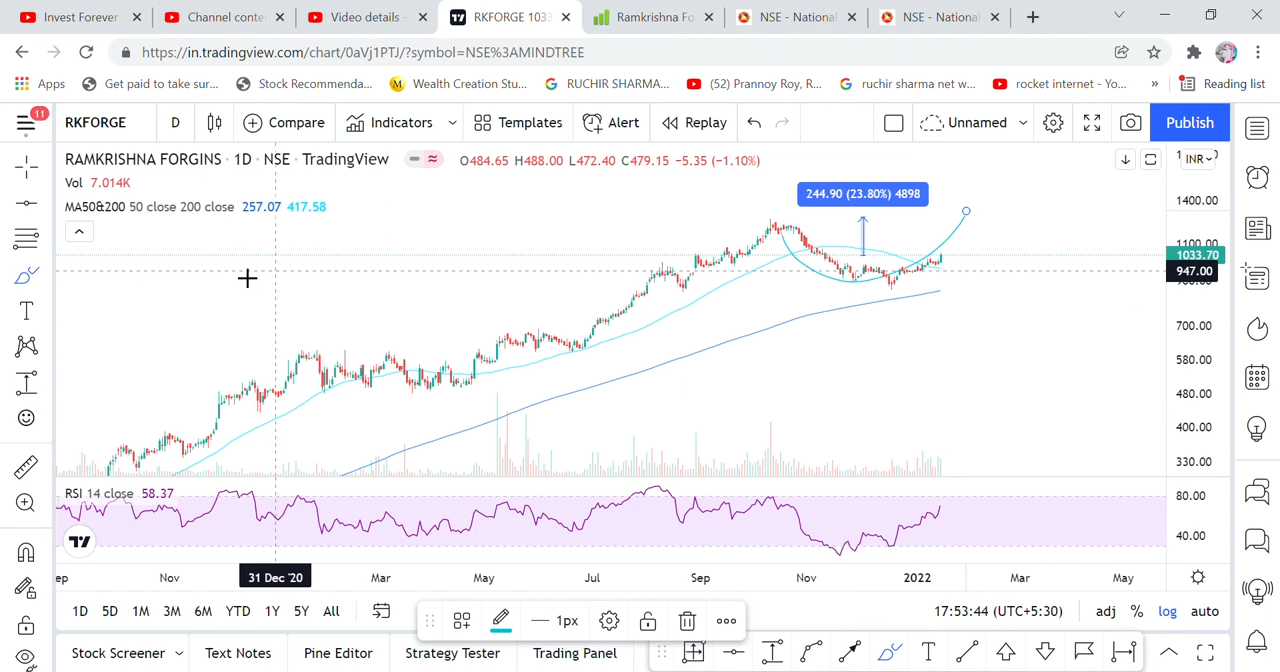 Invest Forever
Channel conte
Video details -
RKFORGE 1033
Ramkrishna Fo
NSE - National
NSE - National
https://in.tradingview.com/chart/0aVj1PTJ/?symbol=NSE%3AMINDTREE
Apps
Get paid to take sur...
Stock Recommenda...
M
Wealth Creation Stu...
RUCHIR SHARMA...
(52) Prannoy Roy, R...
ruchir sharma net w...
rocket internet - Yo...
»
Reading list
11
RKFORGE
D
Compare
Indicators
Templates
Alert
Replay
Unnamed
Publish
RAMKRISHNA FORGINS · 1D · NSE · TradingView
O484.65 H488.00 L472.40 C479.15 −5.35 (−1.10%)
INR
Vol 7.014K
MA50&200 50 close 200 close 257.07 417.58
244.90 (23.80%) 4898
1400.00
1100.00
1033.70
947.00
700.00
580.00
480.00
400.00
330.00
RSI 14 close 58.37
80.00
40.00
ep
Nov
31 Dec '20
Mar
May
Jul
Sep
Nov
2022
Mar
May
1D 5D 1M 3M 6M YTD 1Y 5Y All
1px
17:53:44 (UTC+5:30)
adj
%
log
auto
Stock Screener
Text Notes
Pine Editor
Strategy Tester
Trading Panel